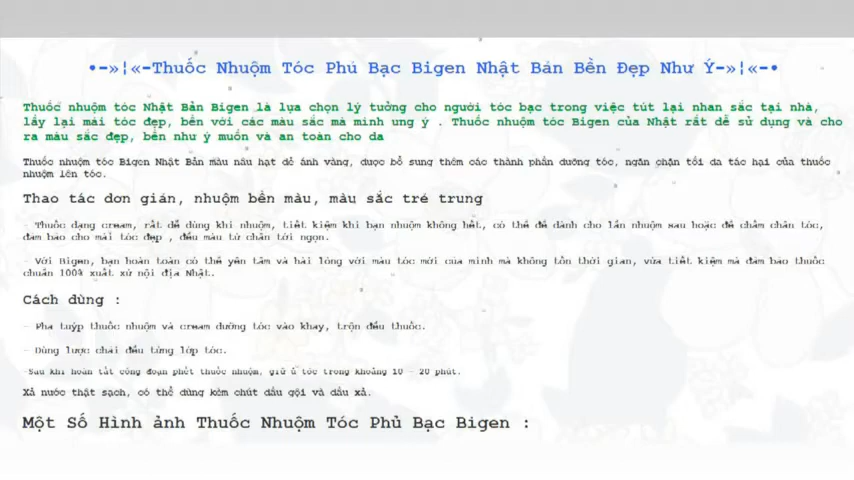 •-»¦«-Thuốc Nhuộm Tóc Phủ Bạc Bigen Nhật Bản Bền Đẹp Như Ý-»¦«-•
Thuốc nhuộm tóc Nhật Bản Bigen là lựa chọn lý tưởng cho người tóc bạc trong việc tút lại nhan sắc tại nhà,
lấy lại mái tóc đẹp, bền với các màu sắc mà mình ưng ý . Thuốc nhuộm tóc Bigen của Nhật rất dễ sử dụng và cho
ra màu sắc đẹp, bền như ý muốn và an toàn cho da
Thuốc nhuộm tóc Bigen Nhật Bản màu nâu hạt dẻ ánh vàng, được bổ sung thêm các thành phần dưỡng tóc, ngăn chặn tối đa tác hại của thuốc
nhuộm lên tóc.
Thao tác đơn giản, nhuộm bền màu, màu sắc trẻ trung
- Thuốc dạng cream, rất dễ dùng khi nhuộm, tiết kiệm khi bạn nhuộm không hết, có thể để dành cho lần nhuộm sau hoặc để chấm chân tóc,
đảm bảo cho mái tóc đẹp , đều màu từ chân tới ngọn.
- Với Bigen, bạn hoàn toàn có thể yên tâm và hài lòng với màu tóc mới của mình mà không tốn thời gian, vừa tiết kiệm mà đảm bảo thuốc
chuẩn 100% xuất xứ nội địa Nhật.
Cách dùng :
- Pha tuýp thuốc nhuộm và cream dưỡng tóc vào khay, trộn đều thuốc.
- Dùng lược chải đều từng lớp tóc.
-Sau khi hoàn tất công đoạn phết thuốc nhuộm, giữ ủ tóc trong khoảng 10 – 20 phút.
Xả nước thật sạch, có thể dùng kèm chút dầu gội và dầu xả.
Một Số Hình ảnh Thuốc Nhuộm Tóc Phủ Bạc Bigen :